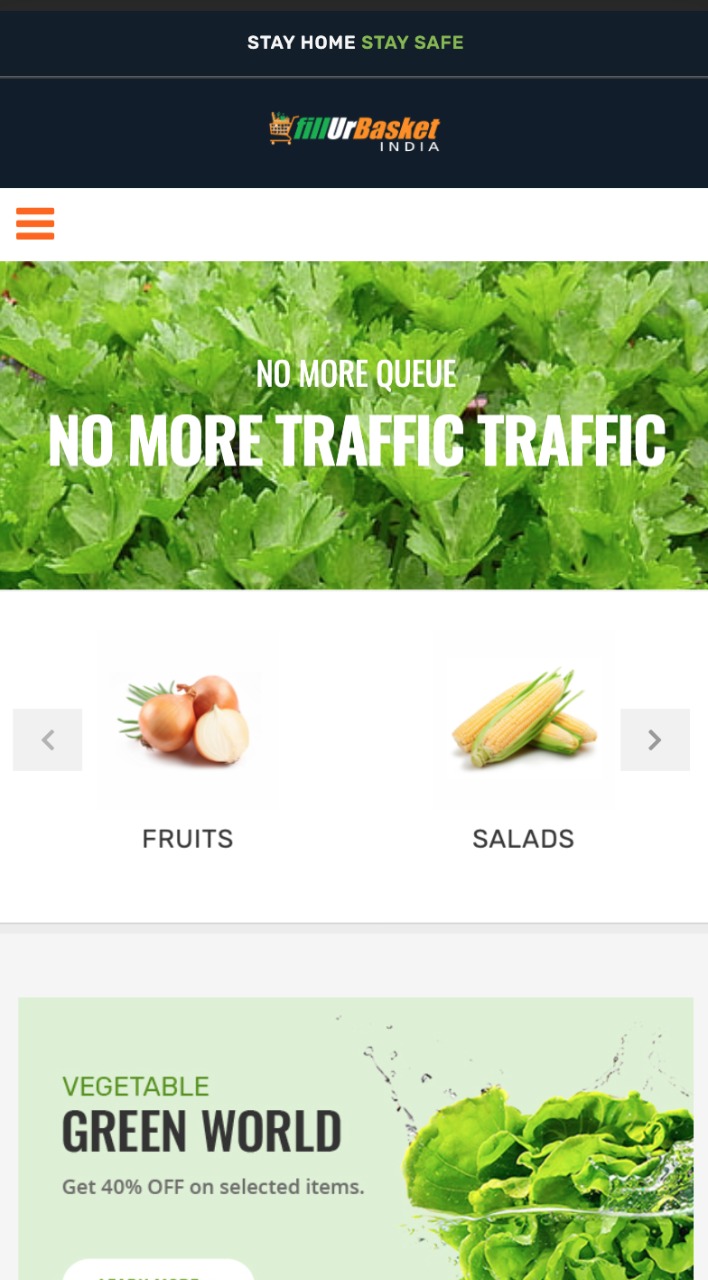 STAY HOME STAY SAFE
fillUrBasket
INDIA
NO MORE QUEUE
NO MORE TRAFFIC TRAFFIC
FRUITS
SALADS
VEGETABLE
GREEN WORLD
Get 40% OFF on selected items.